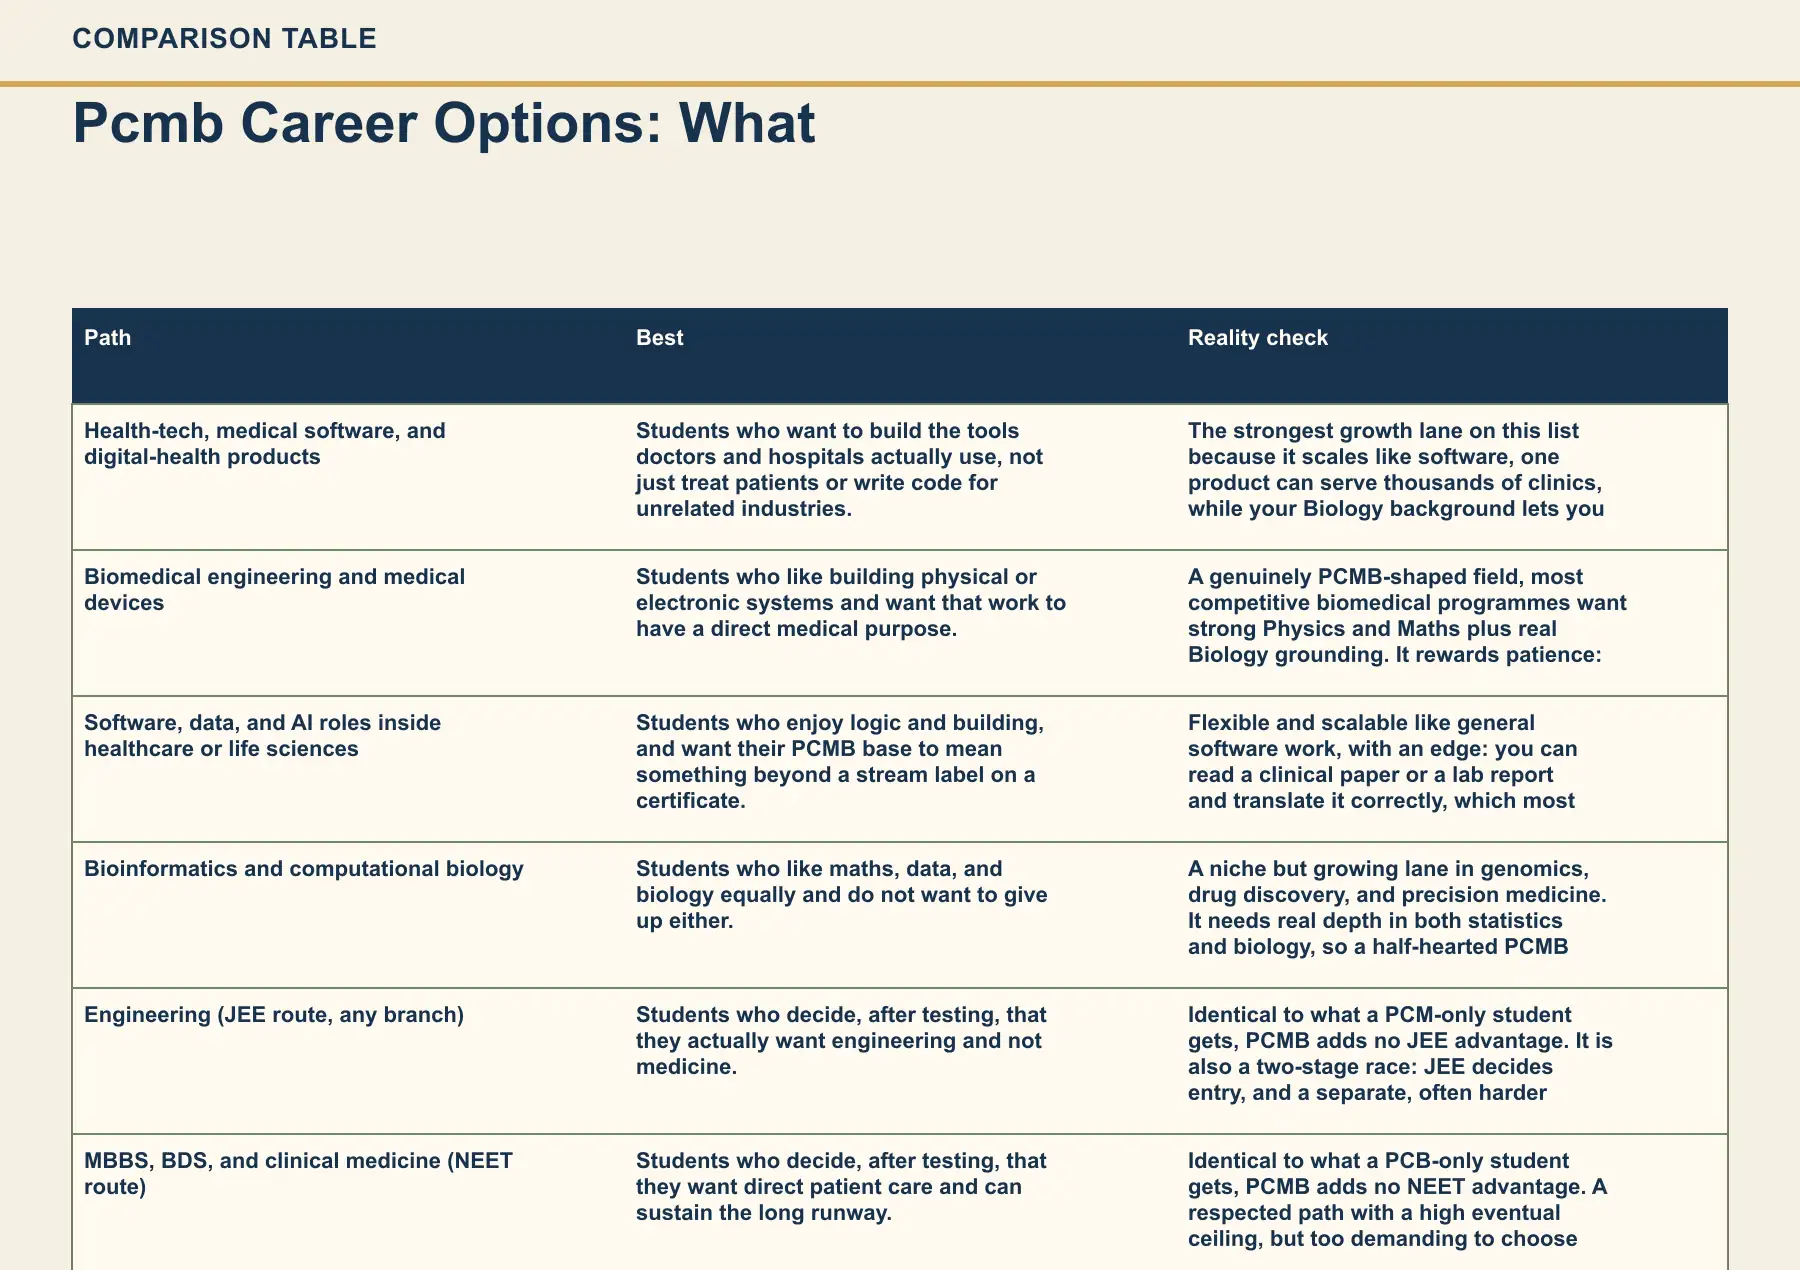 COMPARISON TABLE
Pcmb Career Options: What
Path
Best
Reality check
Health-tech, medical software, and
digital-health products
Students who want to build the tools
doctors and hospitals actually use, not
just treat patients or write code for
unrelated industries.
The strongest growth lane on this list
because it scales like software, one
product can serve thousands of clinics,
while your Biology background lets you
Biomedical engineering and medical
devices
Students who like building physical or
electronic systems and want that work to
have a direct medical purpose.
A genuinely PCMB-shaped field, most
competitive biomedical programmes want
strong Physics and Maths plus real
Biology grounding. It rewards patience:
Software, data, and AI roles inside
healthcare or life sciences
Students who enjoy logic and building,
and want their PCMB base to mean
something beyond a stream label on a
certificate.
Flexible and scalable like general
software work, with an edge: you can
read a clinical paper or a lab report
and translate it correctly, which most
Bioinformatics and computational biology
Students who like maths, data, and
biology equally and do not want to give
up either.
A niche but growing lane in genomics,
drug discovery, and precision medicine.
It needs real depth in both statistics
and biology, so a half-hearted PCMB
Engineering (JEE route, any branch)
Students who decide, after testing, that
they actually want engineering and not
medicine.
Identical to what a PCM-only student
gets, PCMB adds no JEE advantage. It is
also a two-stage race: JEE decides
entry, and a separate, often harder
MBBS, BDS, and clinical medicine (NEET
route)
Students who decide, after testing, that
they want direct patient care and can
sustain the long runway.
Identical to what a PCB-only student
gets, PCMB adds no NEET advantage. A
respected path with a high eventual
ceiling, but too demanding to choose